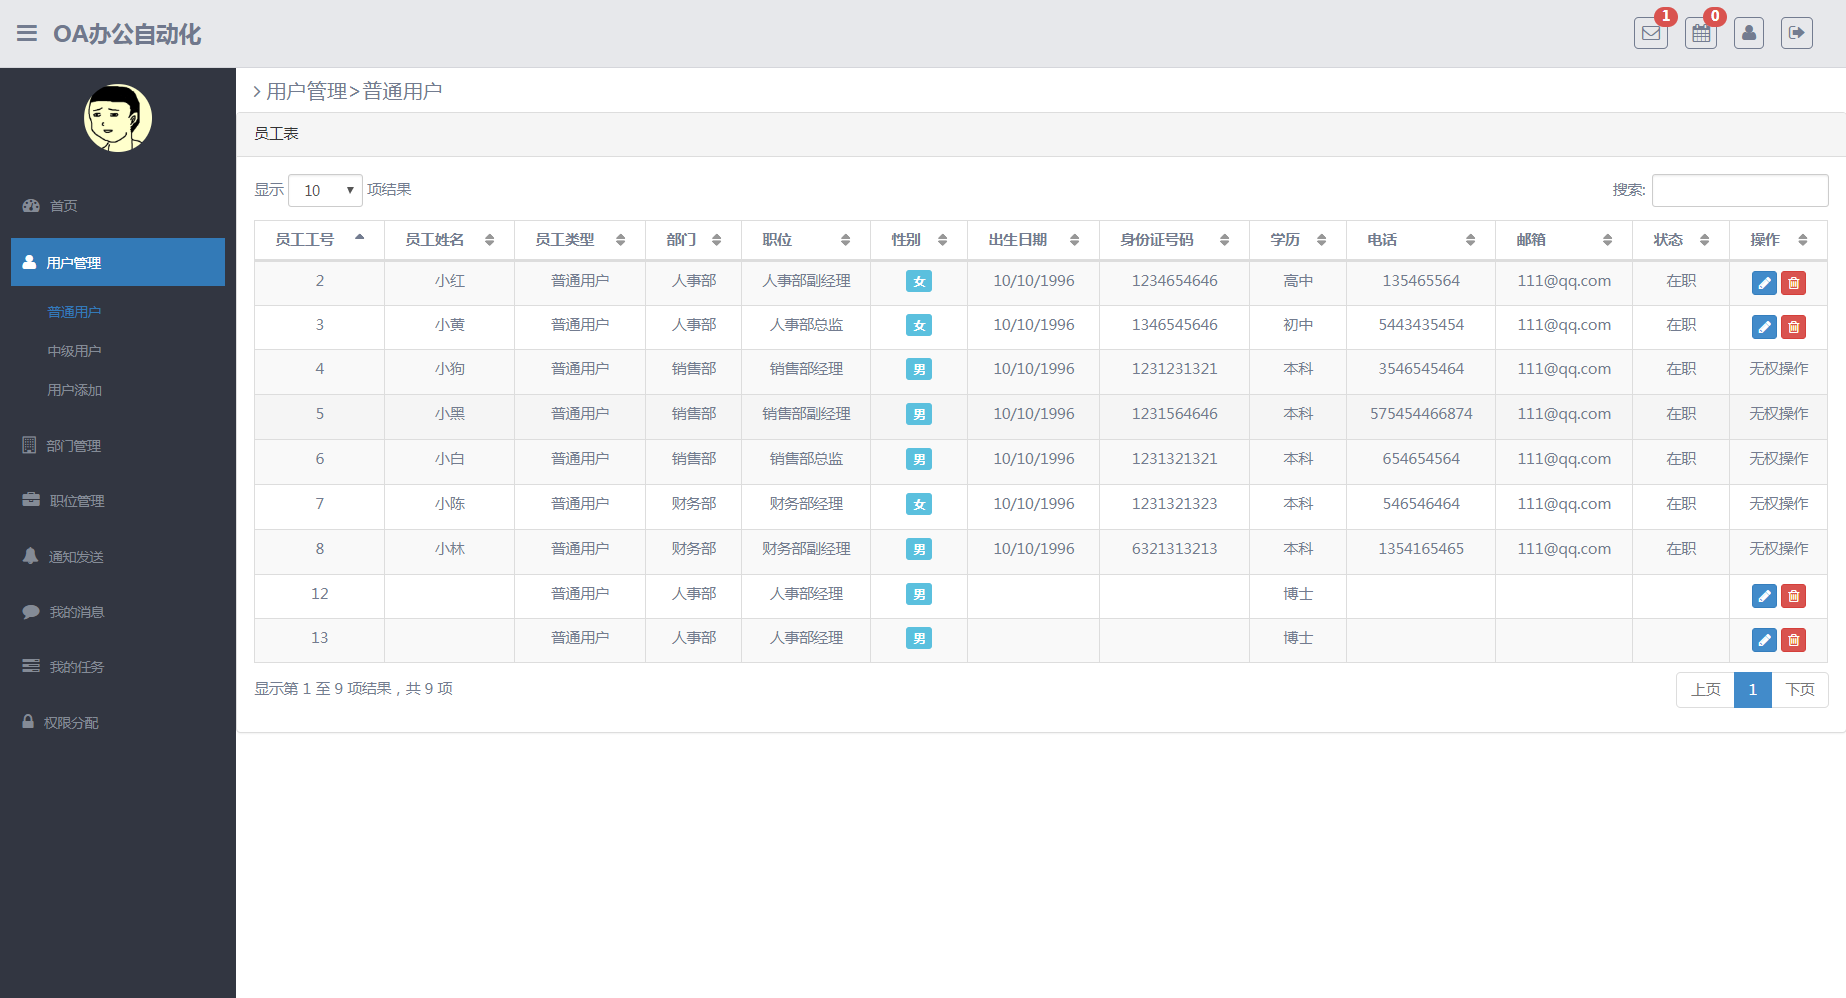 OA办公自动化
1
0
首页
用户管理
普通用户
中级用户
用户添加
部门管理
职位管理
通知发送
我的消息
我的任务
权限分配
用户管理>普通用户
员工表
显示 10 项结果 搜索:
员工工号 员工姓名 员工类型 部门 职位 性别 出生日期 身份证号码 学历 电话 邮箱 状态 操作
2 小红 普通用户 人事部 人事部副经理 女 10/10/1996 1234654646 高中 135465564 111@qq.com 在职
3 小黄 普通用户 人事部 人事部总监 女 10/10/1996 1346545646 初中 5443435454 111@qq.com 在职
4 小狗 普通用户 销售部 销售部经理 男 10/10/1996 1231231321 本科 3546545464 111@qq.com 在职 无权操作
5 小黑 普通用户 销售部 销售部副经理 男 10/10/1996 1231564646 本科 575454466874 111@qq.com 在职 无权操作
6 小白 普通用户 销售部 销售部总监 男 10/10/1996 1231321321 本科 654654564 111@qq.com 在职 无权操作
7 小陈 普通用户 财务部 财务部经理 女 10/10/1996 1231321323 本科 546546464 111@qq.com 在职 无权操作
8 小林 普通用户 财务部 财务部副经理 男 10/10/1996 6321313213 本科 1354165465 111@qq.com 在职 无权操作
12 普通用户 人事部 人事部经理 男 博士
13 普通用户 人事部 人事部经理 男 博士
显示第 1 至 9 项结果，共 9 项
上页 1 下页